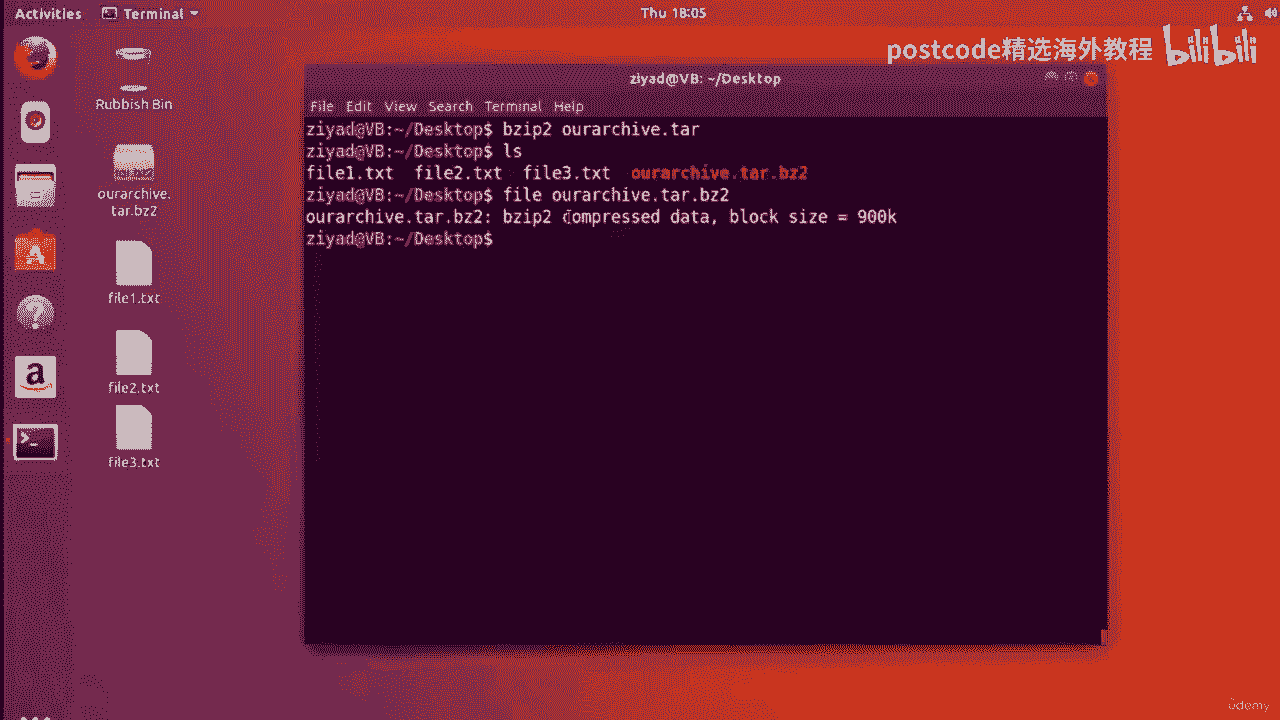 Activities
Terminal
Thu 18:05
postcode精选海外教程 bilibili
Rubbish Bin
ourarchive.
tar.bz2
file1.txt
file2.txt
file3.txt
ziyad@VB: ~/Desktop
File Edit View Search Terminal Help
ziyad@VB:~/Desktop$ bzip2 ourarchive.tar
ziyad@VB:~/Desktop$ ls
file1.txt file2.txt file3.txt ourarchive.tar.bz2
ziyad@VB:~/Desktop$ file ourarchive.tar.bz2
ourarchive.tar.bz2: bzip2 compressed data, block size = 900k
ziyad@VB:~/Desktop$
udemy